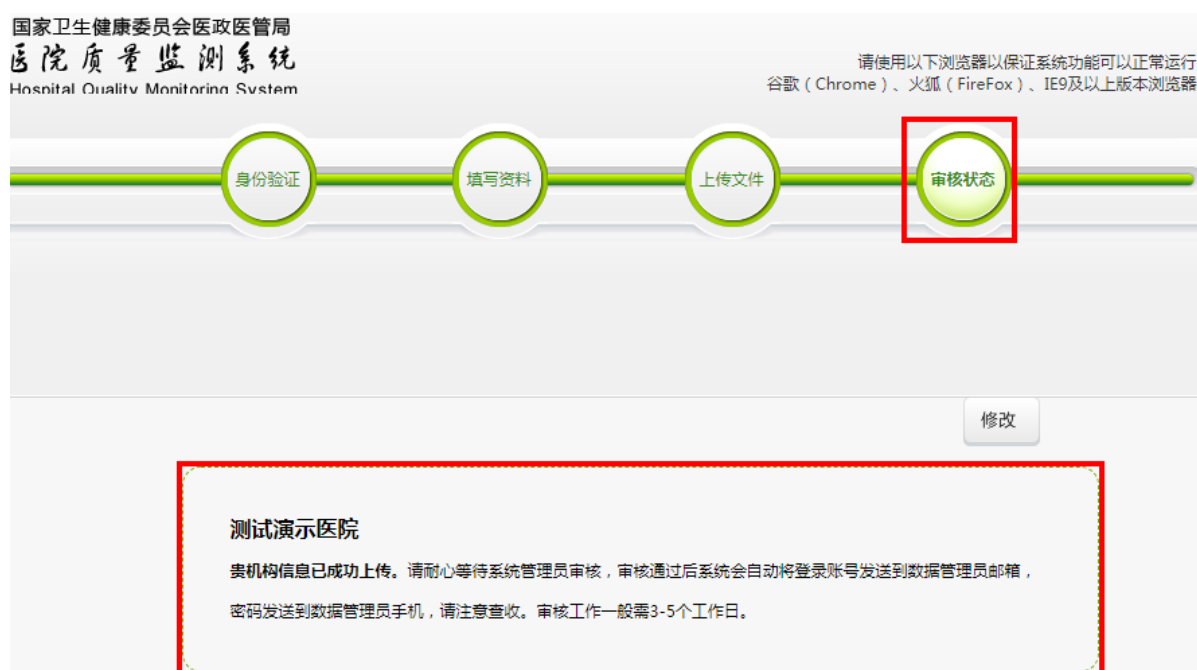 国家卫生健康委员会医政医管局
医院质量监测系统
Hospital Quality Monitoring System
请使用以下浏览器以保证系统功能可以正常运行
谷歌（Chrome）、火狐（FireFox）、IE9及以上版本浏览器
身份验证
填写资料
上传文件
审核状态
修改
测试演示医院
贵机构信息已成功上传。请耐心等待系统管理员审核，审核通过后系统会自动将登录账号发送到数据管理员邮箱，
密码发送到数据管理员手机，请注意查收。审核工作一般需3-5个工作日。